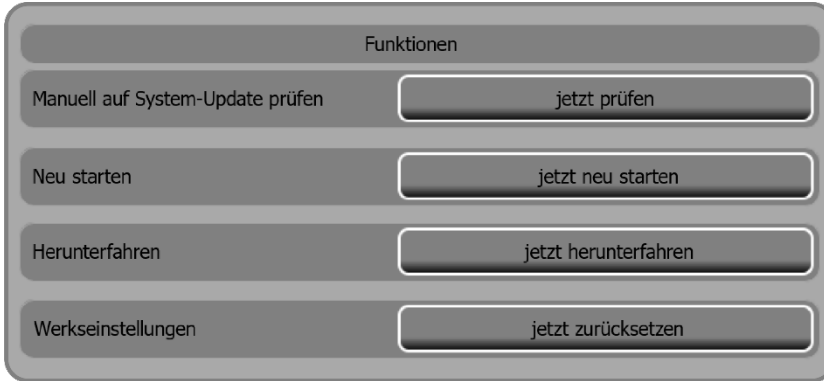 Funktionen
Manuell auf System-Update prüfen jetzt prüfen
Neu starten jetzt neu starten
Herunterfahren jetzt herunterfahren
Werkseinstellungen jetzt zurücksetzen